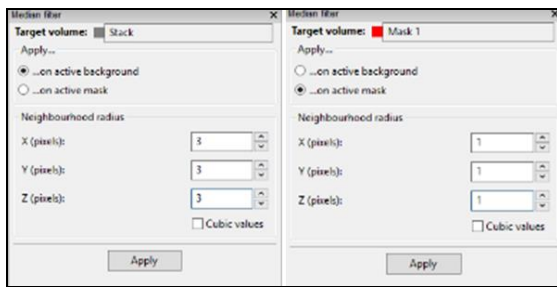 Median filter
Target volume: Stack
Apply...
...on active background
...on active mask
Neighbourhood radius
X (pixels): 3
Y (pixels): 3
Z (pixels): 3
Cubic values
Apply
Median filter
Target volume: Mask 1
Apply...
...on active background
...on active mask
Neighbourhood radius
X (pixels): 1
Y (pixels): 1
Z (pixels): 1
Cubic values
Apply